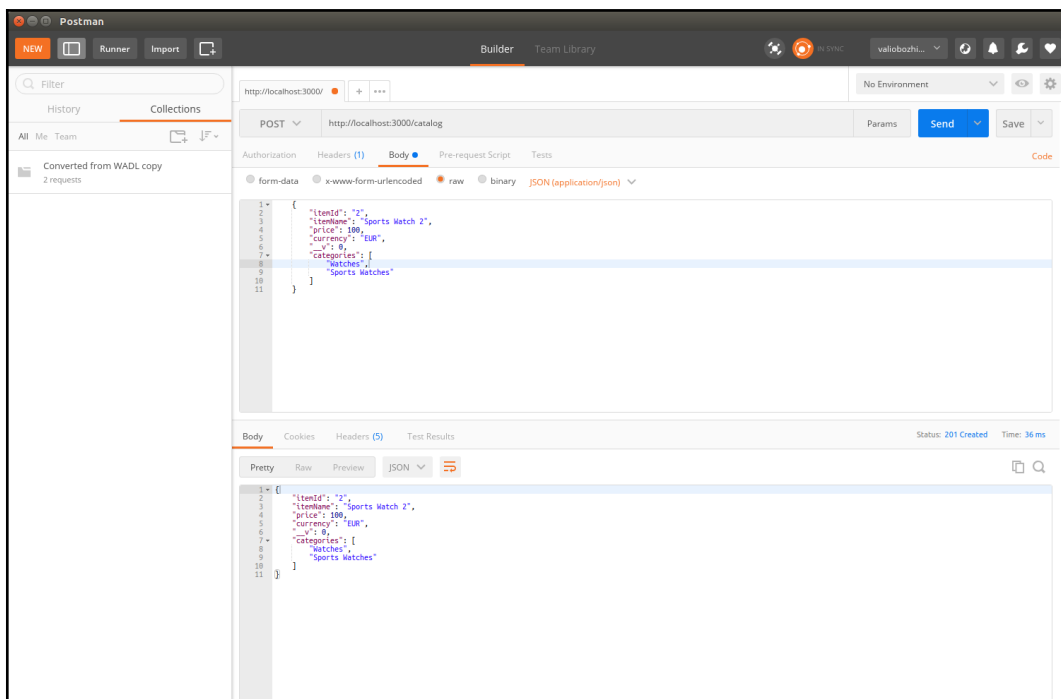 Postman
NEW Runner Import Builder Team Library IN SYNC valiobozhi...
Filter
History Collections
All Me Team
Converted from WADL copy
2 requests
http://localhost:3000/ + ••• No Environment
POST http://localhost:3000/catalog Params Send Save
Authorization Headers (1) Body Pre-request Script Tests Code
form-data x-www-form-urlencoded raw binary JSON (application/json)
1 {
2 "itemId": "2",
3 "itemName": "Sports Watch 2",
4 "price": 100,
5 "currency": "EUR",
6 "__v": 0,
7 "categories": [
8 "Watches",
9 "Sports Watches"
10 ]
11 }
Body Cookies Headers (5) Test Results Status: 201 Created Time: 36 ms
Pretty Raw Preview JSON
1 {
2 "itemId": "2",
3 "itemName": "Sports Watch 2",
4 "price": 100,
5 "currency": "EUR",
6 "__v": 0,
7 "categories": [
8 "Watches",
9 "Sports Watches"
10 ]
11 }